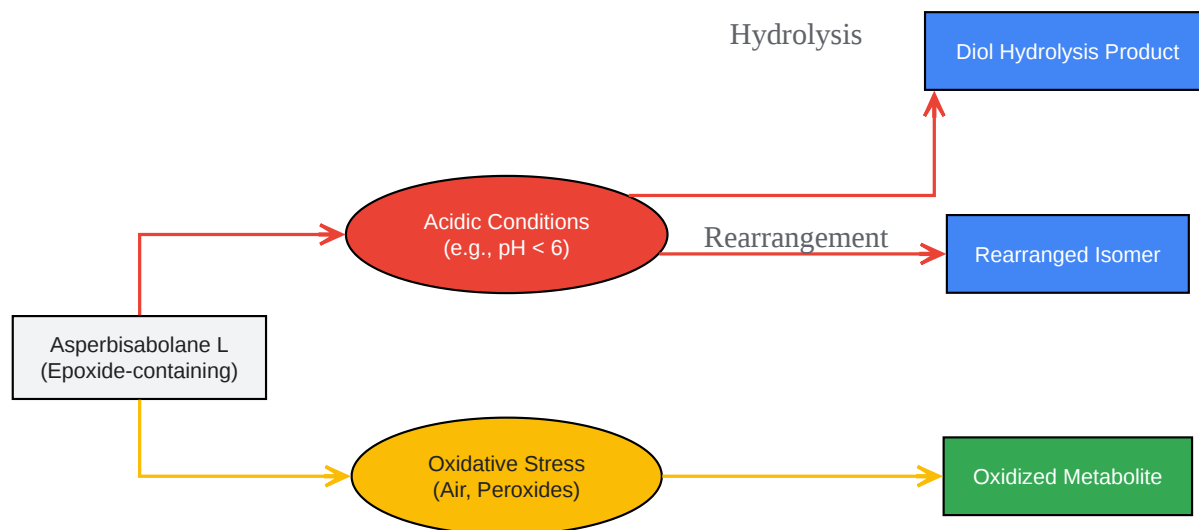 Hydrolysis
Diol Hydrolysis Product
Acidic Conditions
(e.g., pH < 6)
Rearrangement
Rearranged Isomer
Asperbisabolane L
(Epoxide-containing)
Oxidative Stress
(Air, Peroxides)
Oxidized Metabolite